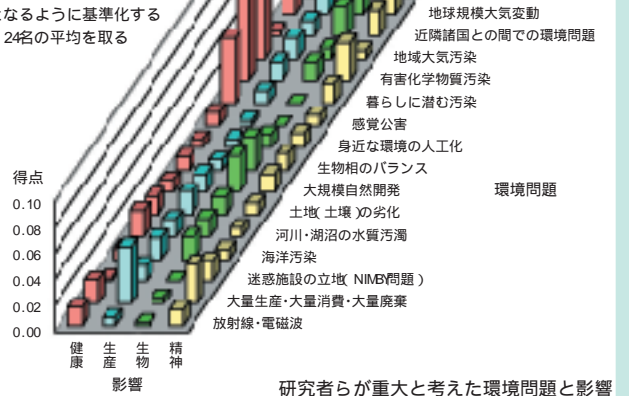 なるように基準化する
24名の平均を取る
地球規模大気変動
近隣諸国との間での環境問題
地域大気汚染
有害化学物質汚染
暮らしに潜む汚染
感覚公害
身近な環境の人工化
生物相のバランス
大規模自然開発
環境問題
土地(土壌)の劣化
河川・湖沼の水質汚濁
海洋汚染
迷惑施設の立地(NIMBY問題)
大量生産・大量消費・大量廃棄
放射線・電磁波
得点
0.10
0.08
0.06
0.04
0.02
0.00
健康
生産
生物
精神
影響
研究者らが重大と考えた環境問題と影響